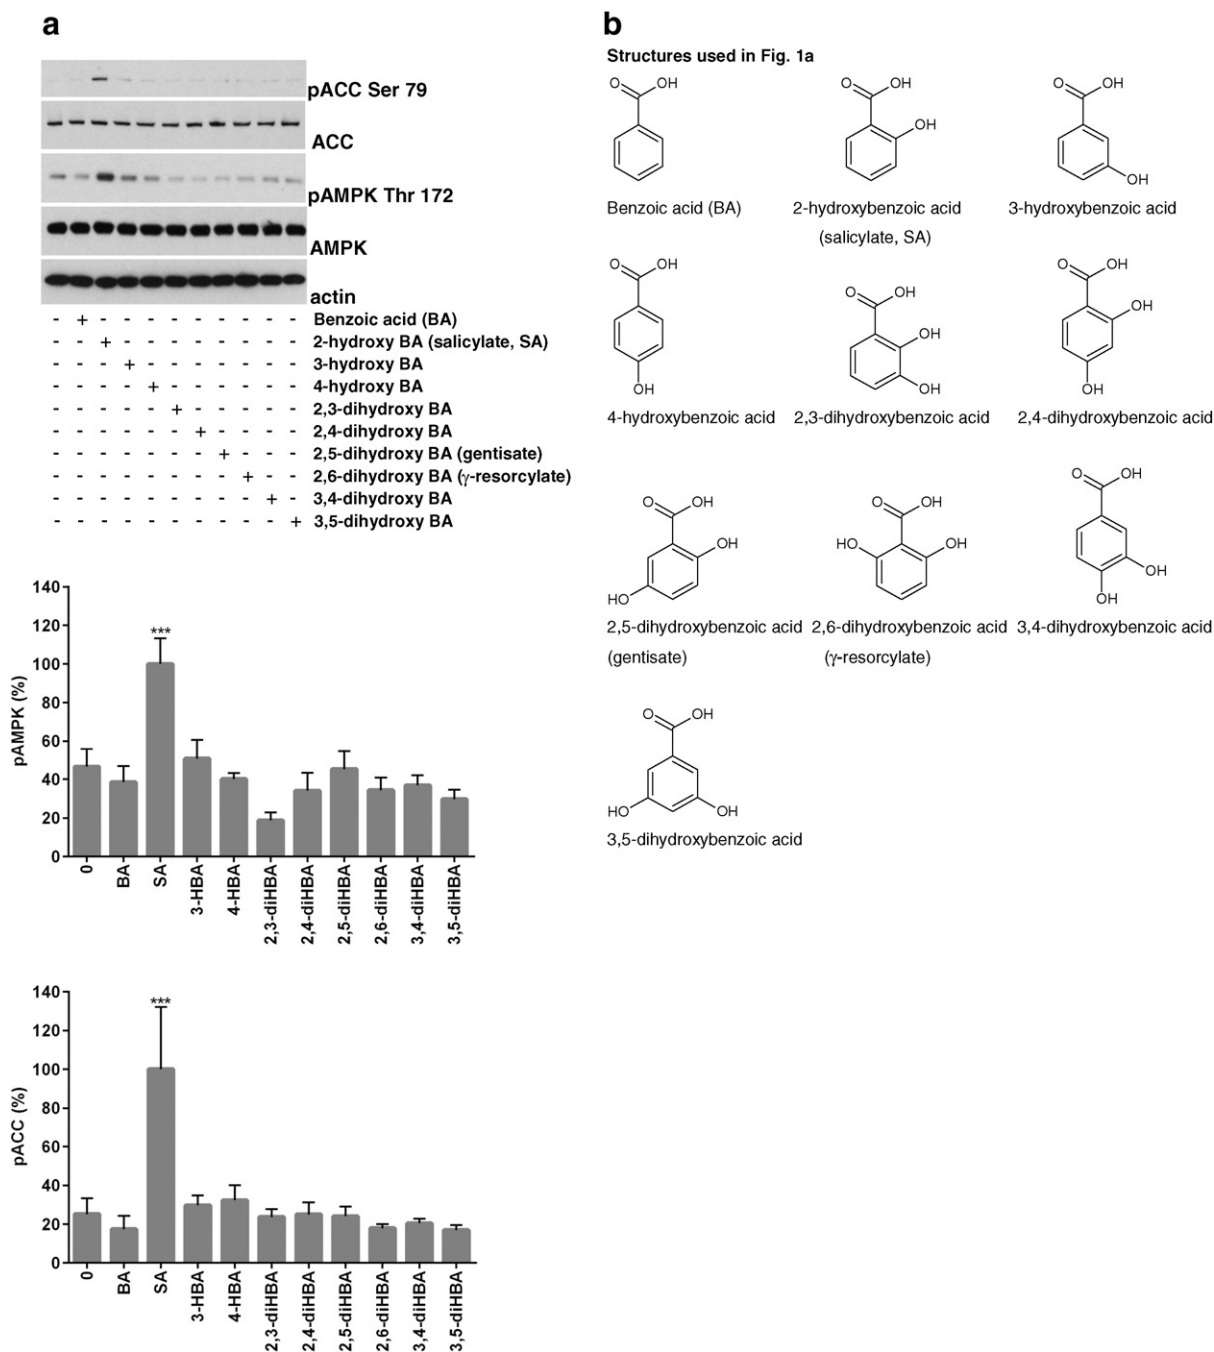 a
pACC Ser 79
ACC
pAMPK Thr 172
AMPK
actin
- + - - - - - - - - - Benzoic acid (BA)
- - + - - - - - - - - 2-hydroxy BA (salicylate, SA)
- - - + - - - - - - - 3-hydroxy BA
- - - - + - - - - - - 4-hydroxy BA
- - - - - + - - - - - 2,3-dihydroxy BA
- - - - - - + - - - - 2,4-dihydroxy BA
- - - - - - - + - - - 2,5-dihydroxy BA (gentisate)
- - - - - - - - + - - 2,6-dihydroxy BA (γ-resorcylate)
- - - - - - - - - + - 3,4-dihydroxy BA
- - - - - - - - - - + 3,5-dihydroxy BA
pAMPK (%)
140
120
100
80
60
40
20
0
***
0 BA SA 3-HBA 4-HBA 2,3-diHBA 2,4-diHBA 2,5-diHBA 2,6-diHBA 3,4-diHBA 3,5-diHBA
pACC (%)
140
120
100
80
60
40
20
0
***
0 BA SA 3-HBA 4-HBA 2,3-diHBA 2,4-diHBA 2,5-diHBA 2,6-diHBA 3,4-diHBA 3,5-diHBA
b
Structures used in Fig. 1a
O OH O OH O OH
OH
OH
Benzoic acid (BA) 2-hydroxybenzoic acid 3-hydroxybenzoic acid
(salicylate, SA)
O OH O OH O OH
OH OH
OH OH OH
4-hydroxybenzoic acid 2,3-dihydroxybenzoic acid 2,4-dihydroxybenzoic acid
O OH O OH O OH
OH HO OH
HO OH
OH
2,5-dihydroxybenzoic acid 2,6-dihydroxybenzoic acid 3,4-dihydroxybenzoic acid
(gentisate) (γ-resorcylate)
O OH
HO OH
3,5-dihydroxybenzoic acid